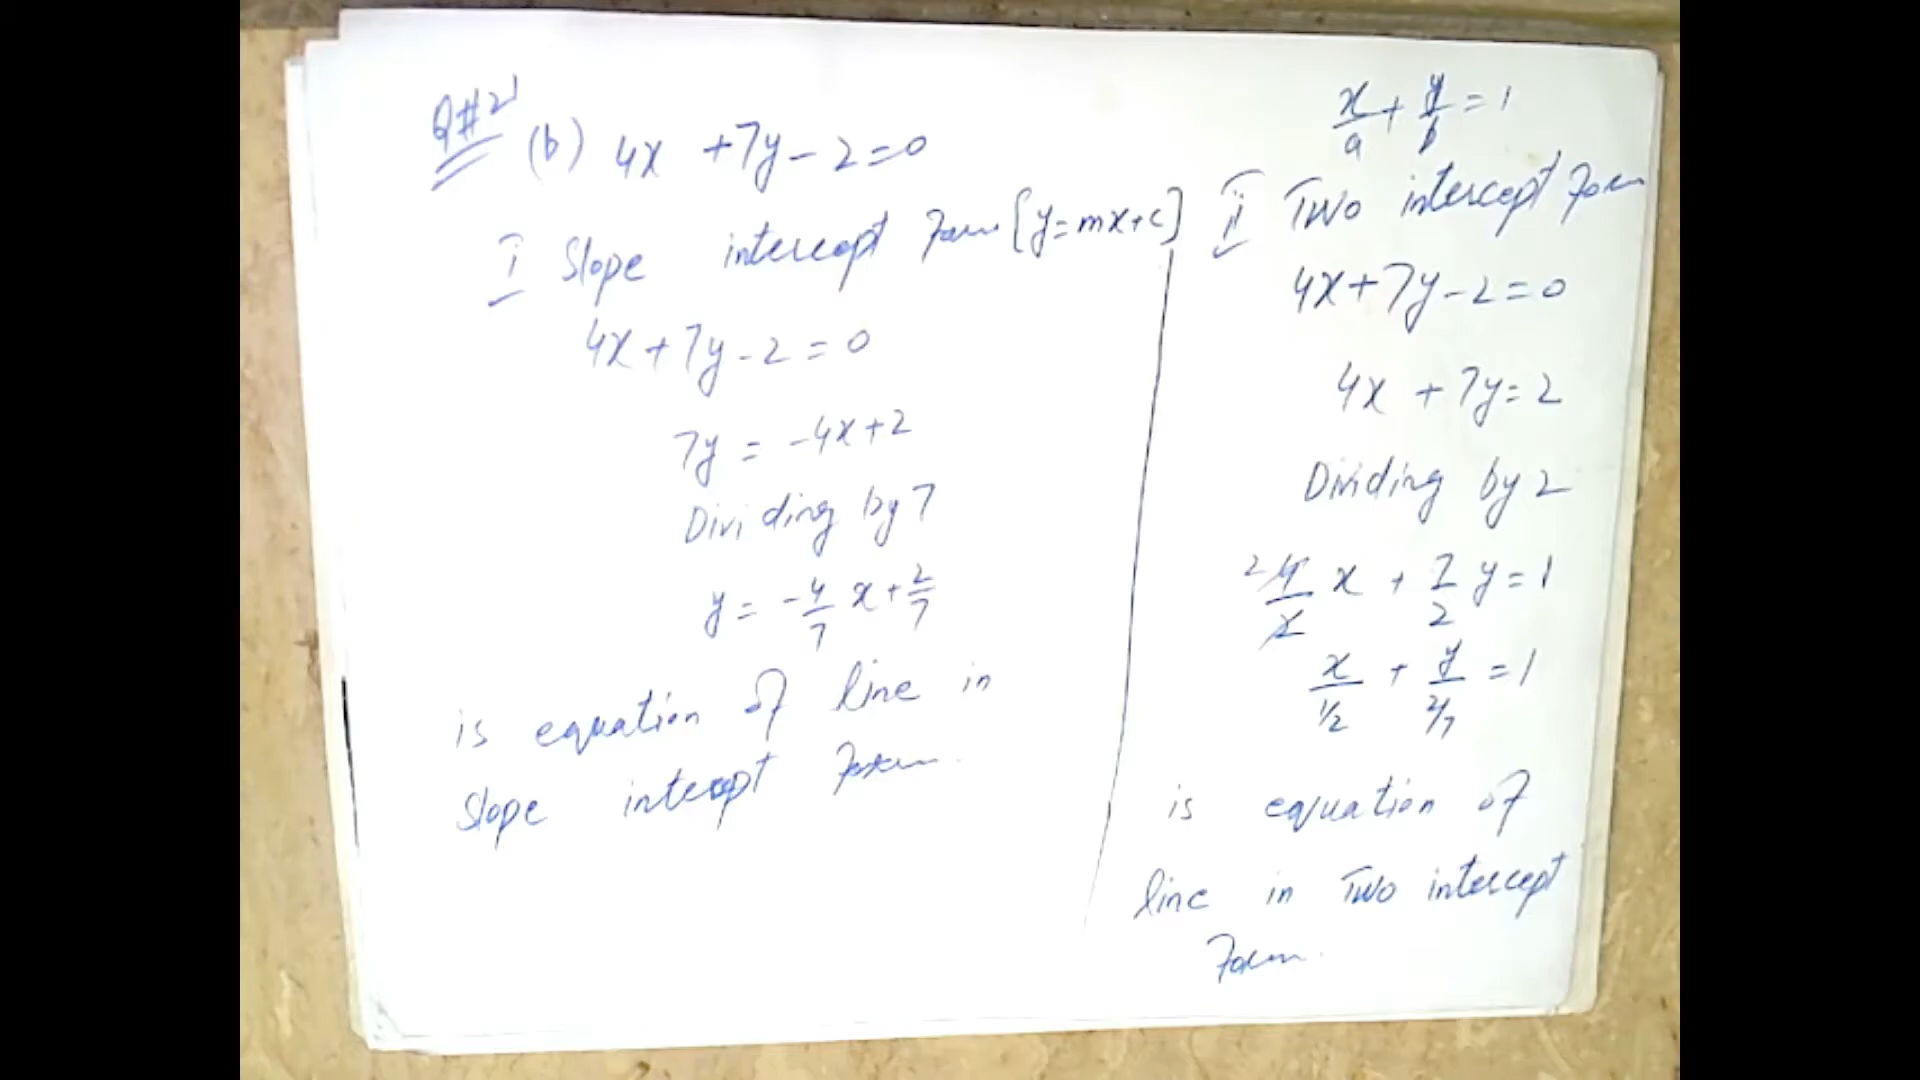 Q#2
(b) 4x + 7y - 2 = 0
i Slope intercept Form [y = mx + c]
4x + 7y - 2 = 0
7y = -4x + 2
Dividing by 7
y = -4/7 x + 2/7
is equation of line in
slope intercept Form.
x/a + y/b = 1
ii Two intercept Form
4x + 7y - 2 = 0
4x + 7y = 2
Dividing by 2
2 4/2 x + 7/2 y = 1
x/1/2 + y/2/7 = 1
is equation of
line in Two intercept
Form.